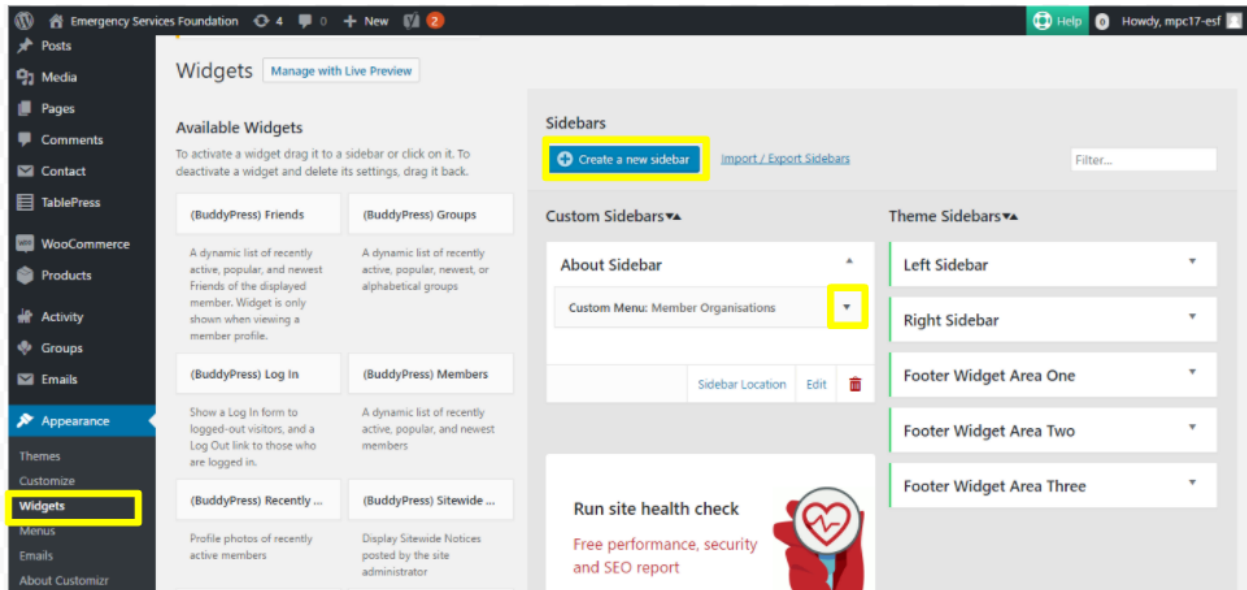 Emergency Services Foundation 4 0 New 2 Help 0 Howdy, mpc17-esf
Posts
Media
Pages
Comments
Contact
TablePress
WooCommerce
Products
Activity
Groups
Emails
Appearance
Themes
Customize
Widgets
Menus
Emails
About Customizr
Widgets Manage with Live Preview
Available Widgets
To activate a widget drag it to a sidebar or click on it. To
deactivate a widget and delete its settings, drag it back.
(BuddyPress) Friends
A dynamic list of recently
active, popular, and newest
Friends of the displayed
member. Widget is only
shown when viewing a
member profile.
(BuddyPress) Groups
A dynamic list of recently
active, popular, newest, or
alphabetical groups
(BuddyPress) Log In
Show a Log In form to
logged-out visitors, and a
Log Out link to those who
are logged in.
(BuddyPress) Members
A dynamic list of recently
active, popular, and newest
members
(BuddyPress) Recently ...
Profile photos of recently
active members
(BuddyPress) Sitewide ...
Display Sitewide Notices
posted by the site
administrator
Sidebars
Create a new sidebar Import / Export Sidebars Filter...
Custom Sidebars
About Sidebar
Custom Menu: Member Organisations
Sidebar Location Edit
Run site health check
Free performance, security
and SEO report
Theme Sidebars
Left Sidebar
Right Sidebar
Footer Widget Area One
Footer Widget Area Two
Footer Widget Area Three